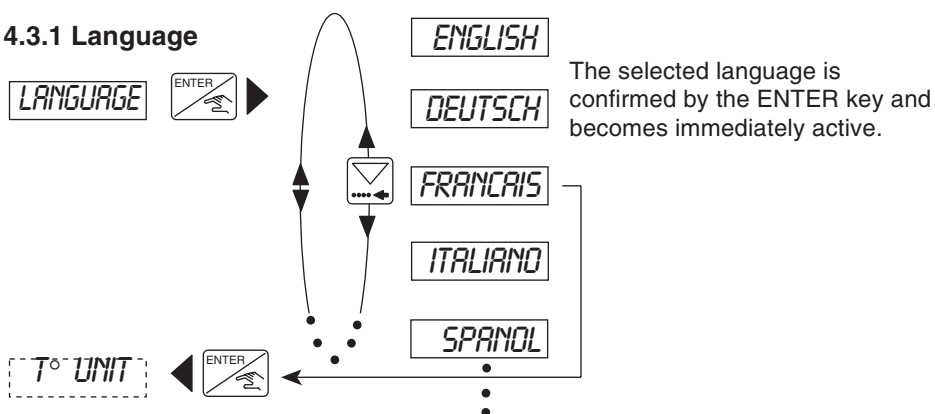 4.3.1 Language
LANGUAGE
ENTER
ENGLISH
DEUTSCH
FRANCAIS
ITALIANO
SPANOL
The selected language is
confirmed by the ENTER key and
becomes immediately active.
T° UNIT
ENTER